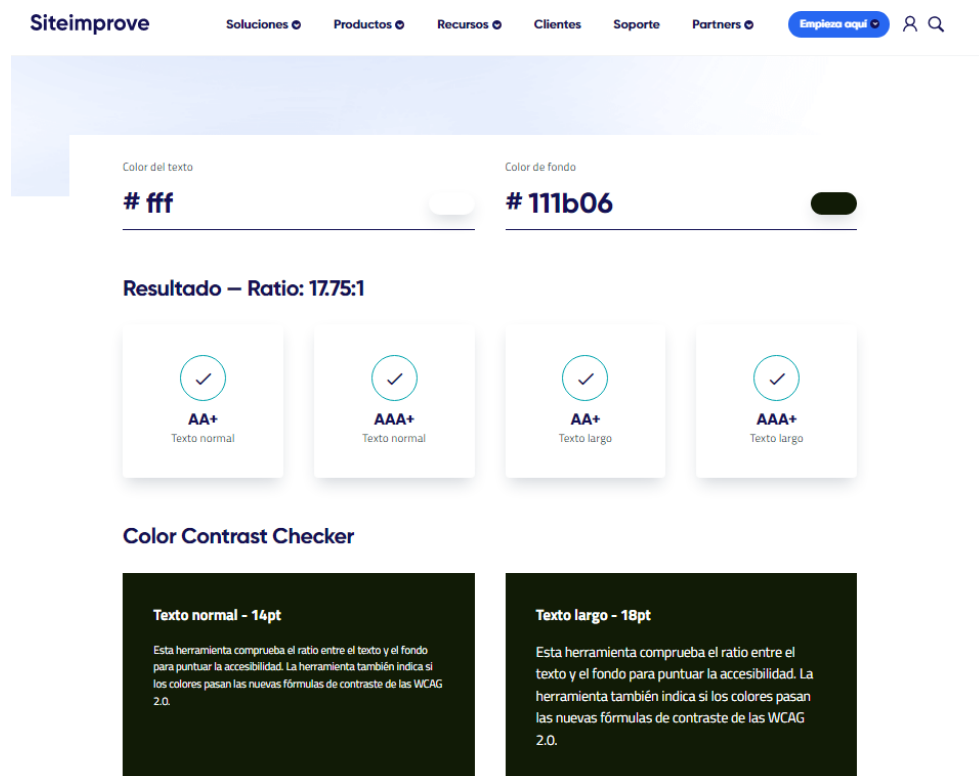 Siteimprove
Soluciones
Productos
Recursos
Clientes
Soporte
Partners
Empieza aquí
Color del texto
# fff
Color de fondo
# 111b06
Resultado — Ratio: 17.75:1
AA+
Texto normal
AAA+
Texto normal
AA+
Texto largo
AAA+
Texto largo
Color Contrast Checker
Texto normal - 14pt
Esta herramienta comprueba el ratio entre el texto y el fondo
para puntuar la accesibilidad. La herramienta también indica si
los colores pasan las nuevas fórmulas de contraste de las WCAG
2.0.
Texto largo - 18pt
Esta herramienta comprueba el ratio entre el
texto y el fondo para puntuar la accesibilidad. La
herramienta también indica si los colores pasan
las nuevas fórmulas de contraste de las WCAG
2.0.